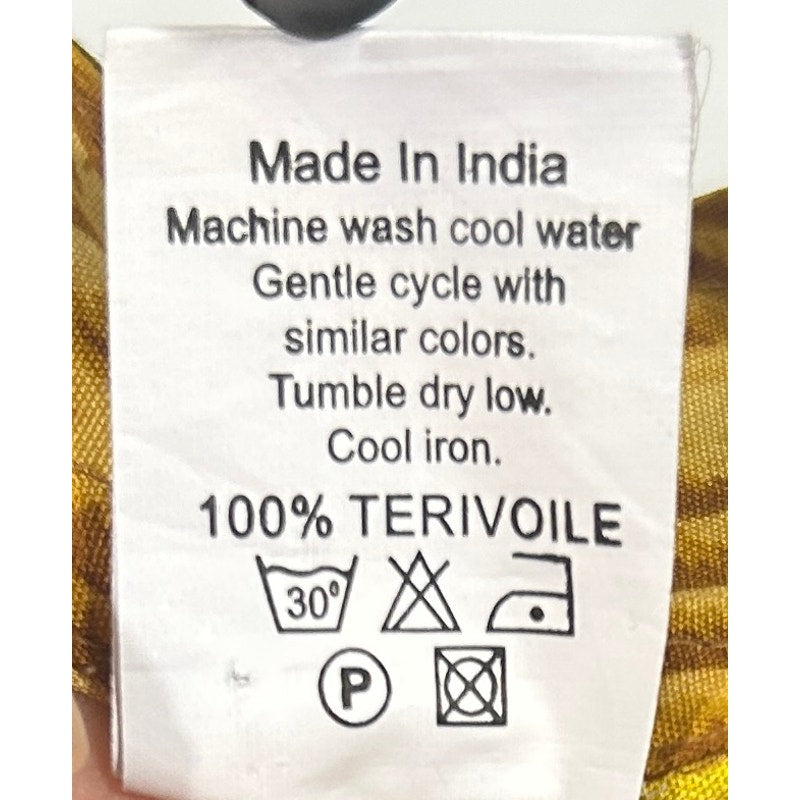 Made In India
Machine wash cool water
Gentle cycle with
similar colors.
Tumble dry low.
Cool iron.
100% TERIVOILE
30°
P